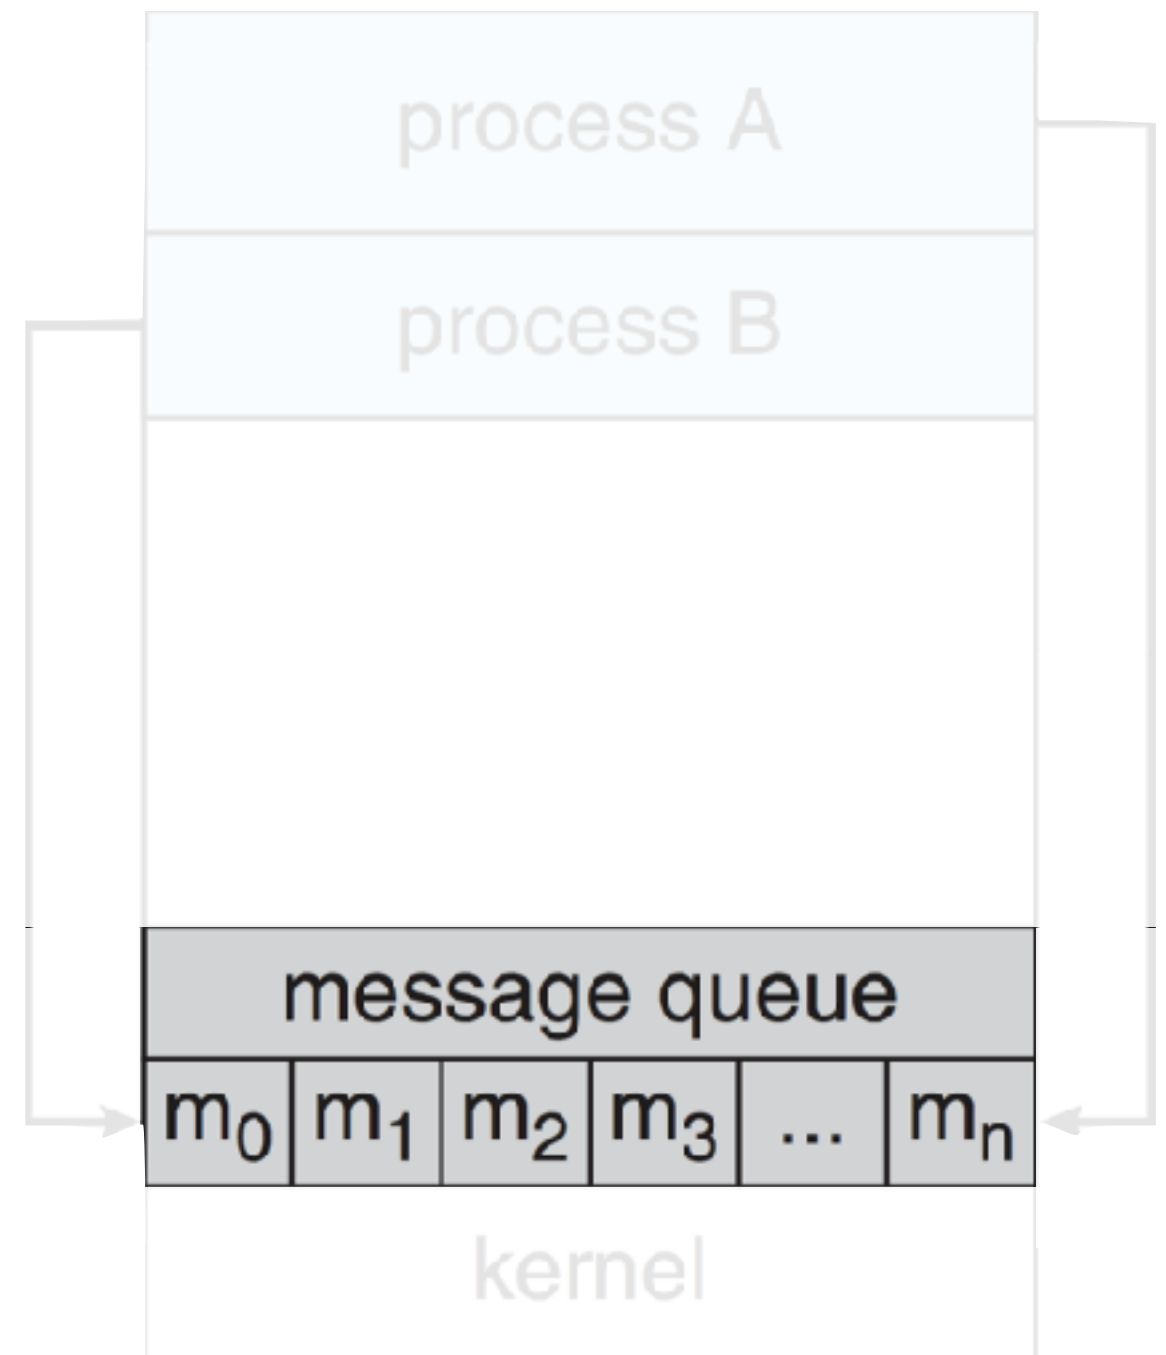 process A
process B
message queue
m₀ m₁ m₂ m₃ ... mₙ
kernel